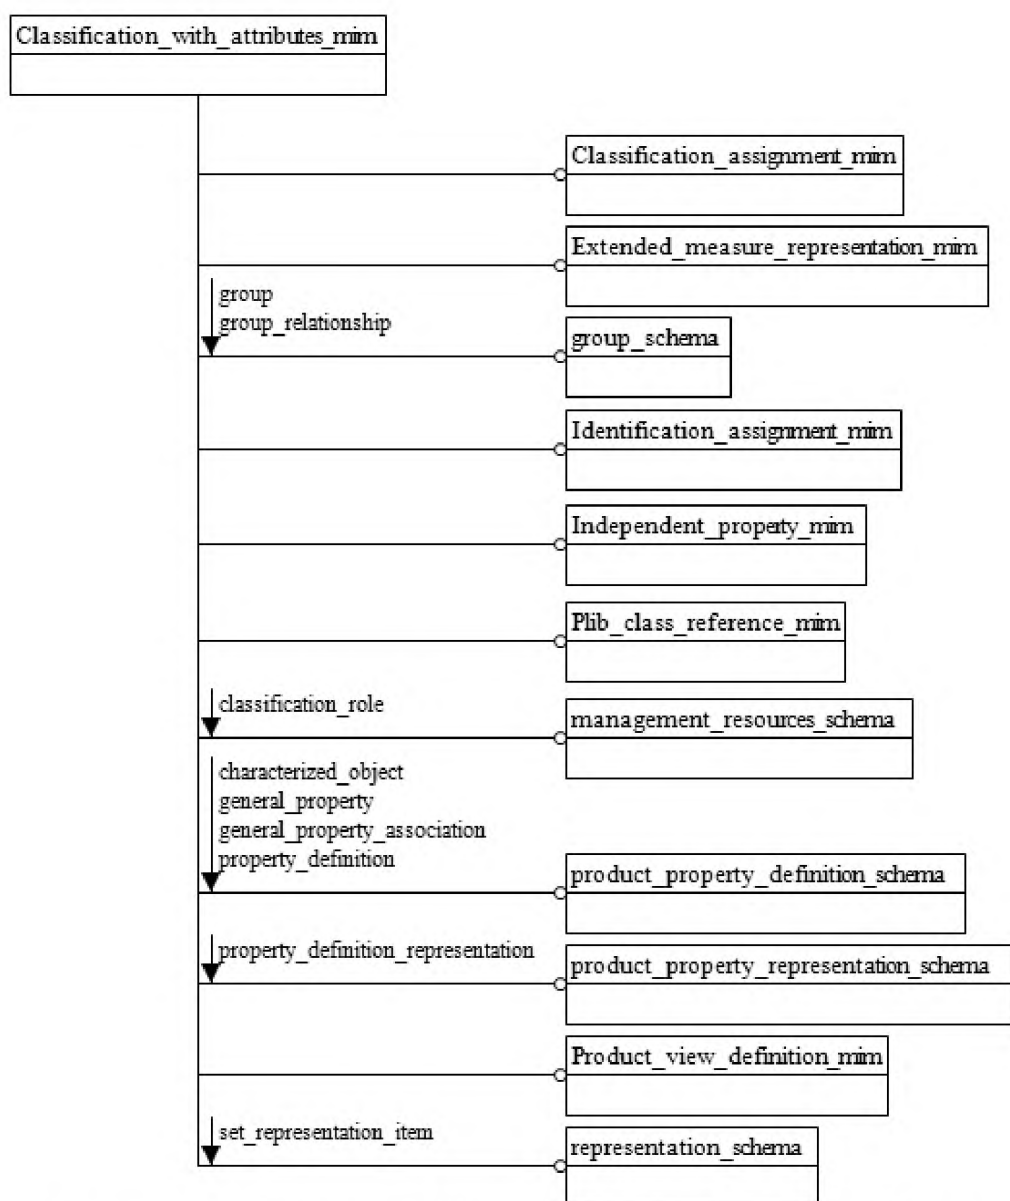 Classification_with_attributes_mim
Classification_assignment_mim
Extended_measure_representation_mim
group
group_relationship
group_schema
Identification_assignment_mim
Independent_property_mim
Plib_class_reference_mim
classification_role
management_resources_schema
characterized_object
general_property
general_property_association
property_definition
product_property_definition_schema
property_definition_representation
product_property_representation_schema
Product_view_definition_mim
set_representation_item
representation_schema